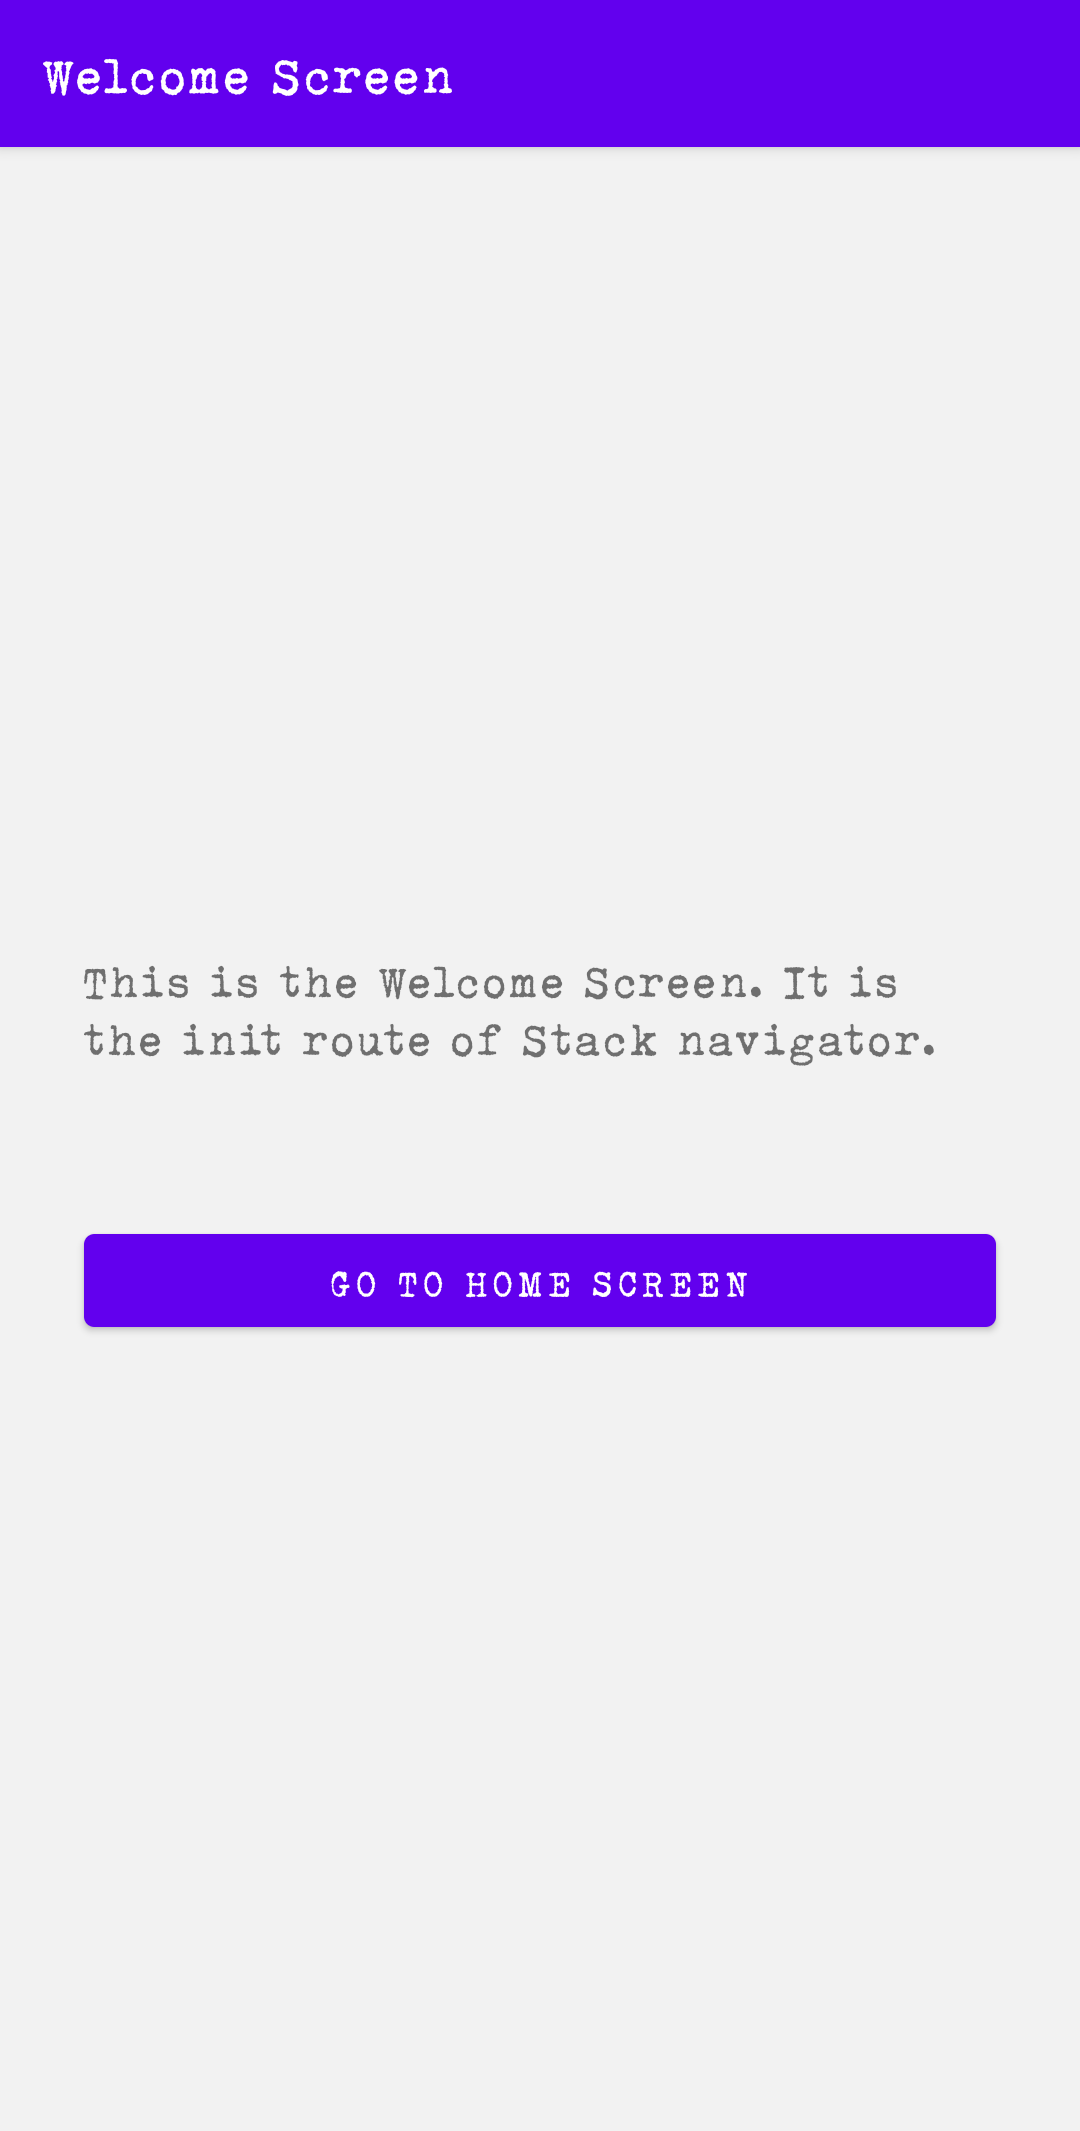 Welcome Screen
This is the Welcome Screen. It is
the init route of Stack navigator.
GO TO HOME SCREEN